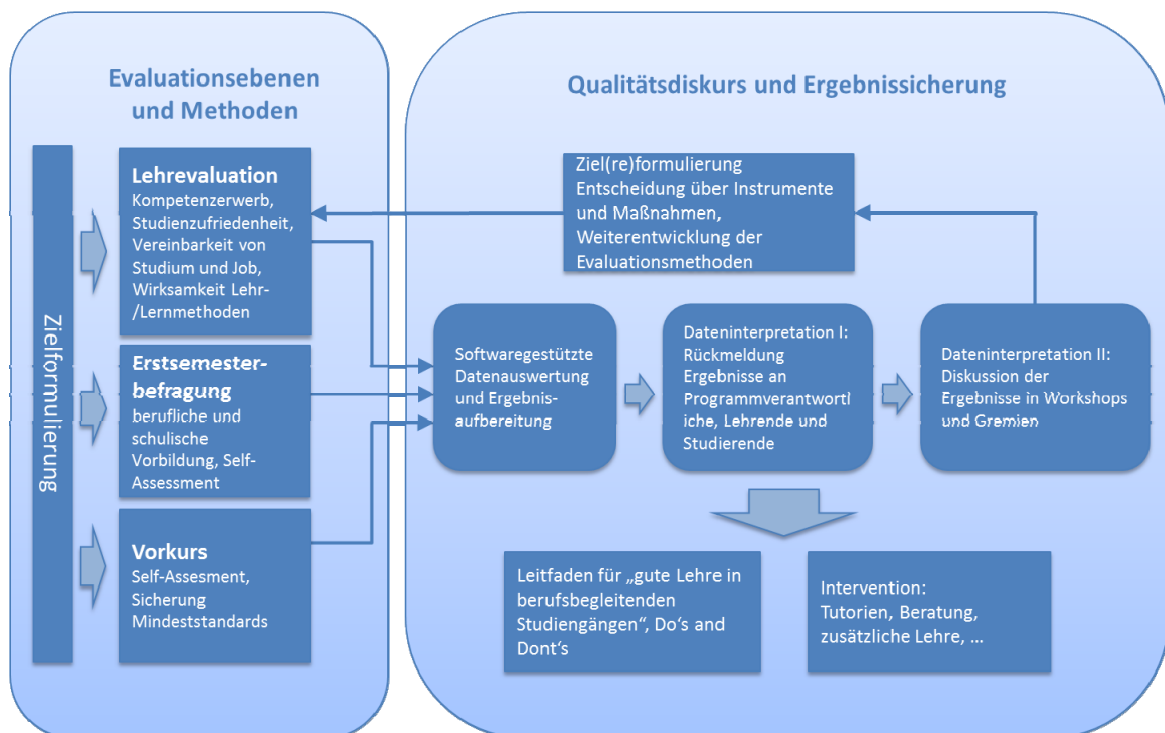 Evaluationsebenen
und Methoden
Zielformulierung
Lehrevaluation
Kompetenzerwerb,
Studienzufriedenheit,
Vereinbarkeit von
Studium und Job,
Wirksamkeit Lehr-
/Lernmethoden
Erstsemester-
befragung
berufliche und
schulische
Vorbildung, Self-
Assessment
Vorkurs
Self-Assesment,
Sicherung
Mindeststandards
Qualitätsdiskurs und Ergebnissicherung
Ziel(re)formulierung
Entscheidung über Instrumente
und Maßnahmen,
Weiterentwicklung der
Evaluationsmethoden
Softwaregestützte
Datenauswertung
und Ergebnis-
aufbereitung
Dateninterpretation I:
Rückmeldung
Ergebnisse an
Programmverantwortl
iche, Lehrende und
Studierende
Dateninterpretation II:
Diskussion der
Ergebnisse in Workshops
und Gremien
Leitfaden für „gute Lehre in
berufsbegleitenden
Studiengängen“, Do‘s and
Dont‘s
Intervention:
Tutorien, Beratung,
zusätzliche Lehre, ...